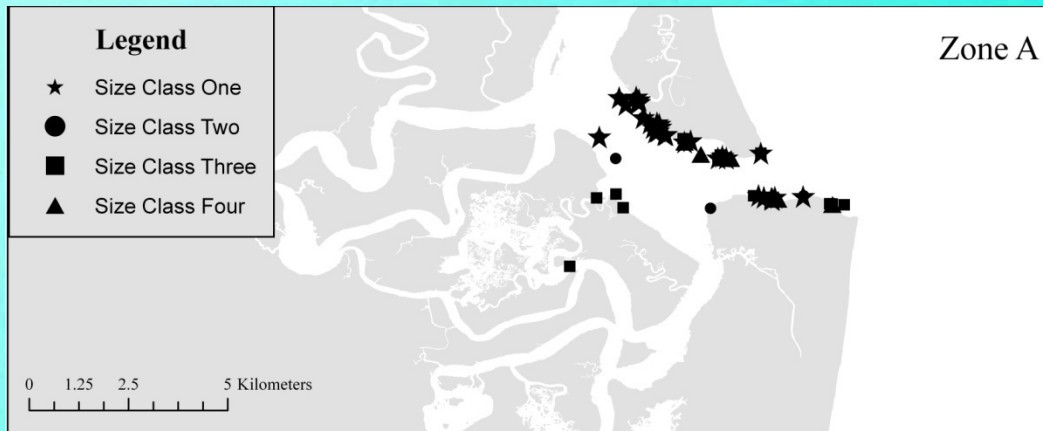 Legend
Size Class One
Size Class Two
Size Class Three
Size Class Four
Zone A
0 1.25 2.5 5 Kilometers